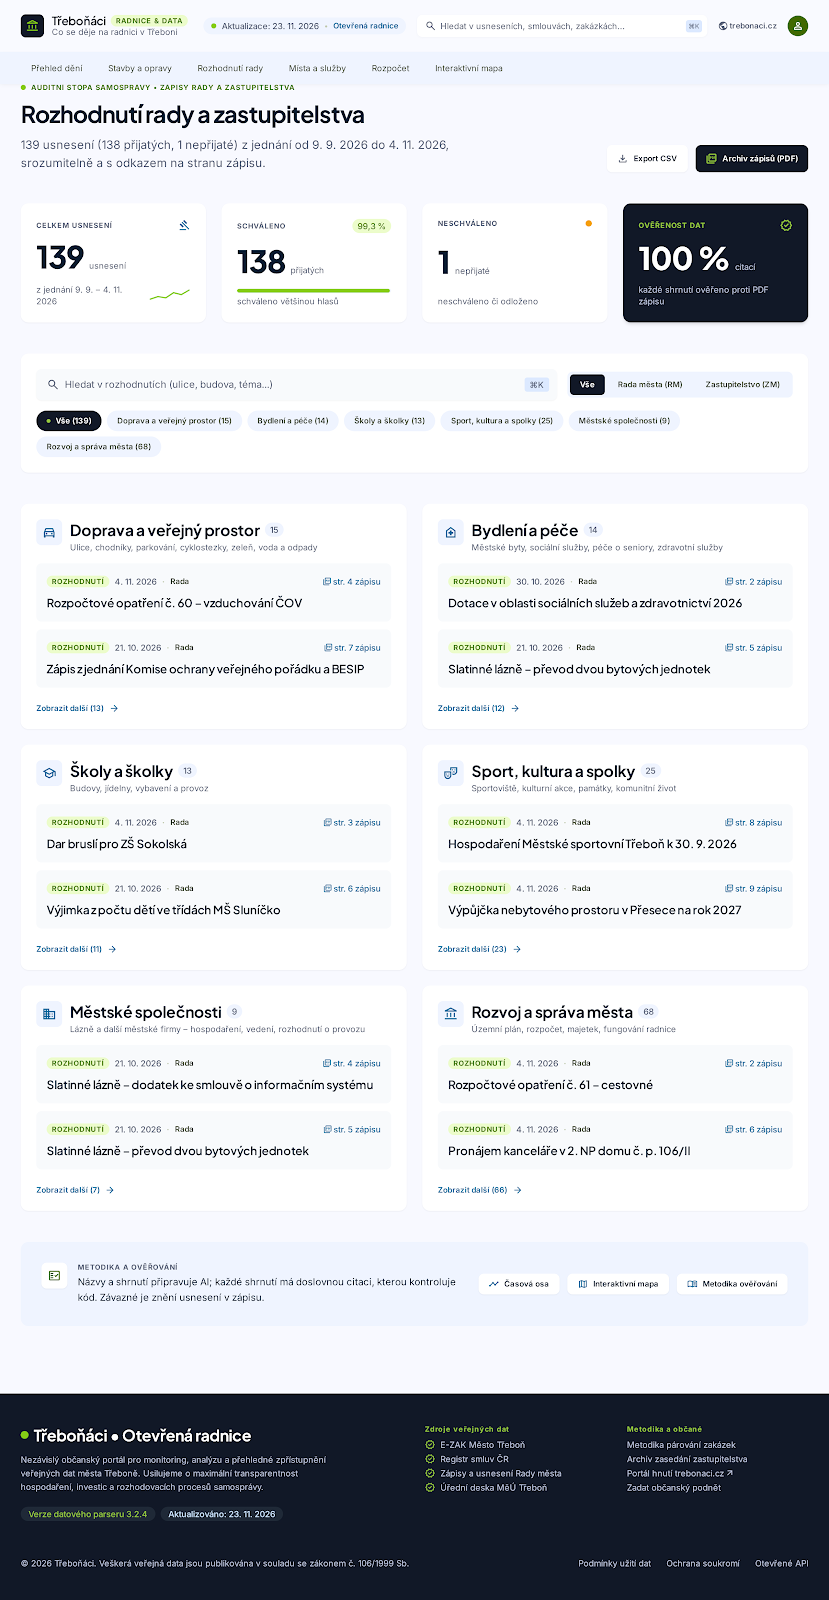 Třeboňáci RADNICE & DATA
Co se děje na radnici v Třeboni
Aktualizace: 23. 11. 2026 • Otevřená radnice
Hledat v usneseních, smlouvách, zakázkách... ⌘K
trebonaci.cz
Přehled dění Stavby a opravy Rozhodnutí rady Místa a služby Rozpočet Interaktivní mapa
AUDITNÍ STOPA SAMOSPRÁVY • ZÁPISY RADY A ZASTUPITELSTVA
Rozhodnutí rady a zastupitelstva
139 usnesení (138 přijatých, 1 nepřijaté) z jednání od 9. 9. 2026 do 4. 11. 2026,
srozumitelně a s odkazem na stranu zápisu.
Export CSV
Archiv zápisů (PDF)
CELKEM USNESENÍ
139 usnesení
z jednání 9. 9. – 4. 11.
2026
SCHVÁLENO 99,3 %
138 přijatých
schváleno většinou hlasů
NESCHVÁLENO
1 nepřijaté
neschváleno či odloženo
OVĚŘENOST DAT
100 % citací
každé shrnutí ověřeno proti PDF
zápisu
Hledat v rozhodnutích (ulice, budova, téma...) ⌘K
Vše Rada města (RM) Zastupitelstvo (ZM)
Vše (139) Doprava a veřejný prostor (15) Bydlení a péče (14) Školy a školky (13) Sport, kultura a spolky (25) Městské společnosti (9)
Rozvoj a správa města (68)
Doprava a veřejný prostor 15
Ulice, chodníky, parkování, cyklostezky, zeleň, voda a odpady
ROZHODNUTÍ 4. 11. 2026 · Rada str. 4 zápisu
Rozpočtové opatření č. 60 – vzduchování ČOV
ROZHODNUTÍ 21. 10. 2026 · Rada str. 7 zápisu
Zápis z jednání Komise ochrany veřejného pořádku a BESIP
Zobrazit další (13)
Bydlení a péče 14
Městské byty, sociální služby, péče o seniory, zdravotní služby
ROZHODNUTÍ 30. 10. 2026 · Rada str. 2 zápisu
Dotace v oblasti sociálních služeb a zdravotnictví 2026
ROZHODNUTÍ 21. 10. 2026 · Rada str. 5 zápisu
Slatinné lázně – převod dvou bytových jednotek
Zobrazit další (12)
Školy a školky 13
Budovy, jídelny, vybavení a provoz
ROZHODNUTÍ 4. 11. 2026 · Rada str. 3 zápisu
Dar bruslí pro ZŠ Sokolská
ROZHODNUTÍ 21. 10. 2026 · Rada str. 6 zápisu
Výjimka z počtu dětí ve třídách MŠ Sluníčko
Zobrazit další (11)
Sport, kultura a spolky 25
Sportoviště, kulturní akce, památky, komunitní život
ROZHODNUTÍ 4. 11. 2026 · Rada str. 8 zápisu
Hospodaření Městské sportovní Třeboň k 30. 9. 2026
ROZHODNUTÍ 4. 11. 2026 · Rada str. 9 zápisu
Výpůjčka nebytového prostoru v Přesece na rok 2027
Zobrazit další (23)
Městské společnosti 9
Lázně a další městské firmy – hospodaření, vedení, rozhodnutí o provozu
ROZHODNUTÍ 21. 10. 2026 · Rada str. 4 zápisu
Slatinné lázně – dodatek ke smlouvě o informačním systému
ROZHODNUTÍ 21. 10. 2026 · Rada str. 5 zápisu
Slatinné lázně – převod dvou bytových jednotek
Zobrazit další (7)
Rozvoj a správa města 68
Územní plán, rozpočet, majetek, fungování radnice
ROZHODNUTÍ 4. 11. 2026 · Rada str. 2 zápisu
Rozpočtové opatření č. 61 – cestovné
ROZHODNUTÍ 4. 11. 2026 · Rada str. 6 zápisu
Pronájem kanceláře v 2. NP domu č. p. 106/II
Zobrazit další (66)
METODIKA A OVĚŘOVÁNÍ
Názvy a shrnutí připravuje AI; každé shrnutí má doslovnou citaci, kterou kontroluje
kód. Závazné je znění usnesení v zápisu.
Časová osa Interaktivní mapa Metodika ověřování
Třeboňáci • Otevřená radnice
Nezávislý občanský portál pro monitoring, analýzu a přehledné zpřístupnění
veřejných dat města Třeboně. Usilujeme o maximální transparentnost
hospodaření, investic a rozhodovacích procesů samosprávy.
Verze datového parseru 3.2.4 Aktualizováno: 23. 11. 2026
Zdroje veřejných dat
E-ZAK Město Třeboň
Registr smluv ČR
Zápisy a usnesení Rady města
Úřední deska MěÚ Třeboň
Metodika a občané
Metodika párování zakázek
Archiv zasedání zastupitelstva
Portál hnutí trebonaci.cz ↗
Zadat občanský podnět
© 2026 Třeboňáci. Veškerá veřejná data jsou publikována v souladu se zákonem č. 106/1999 Sb.
Podmínky užití dat Ochrana soukromí Otevřené API